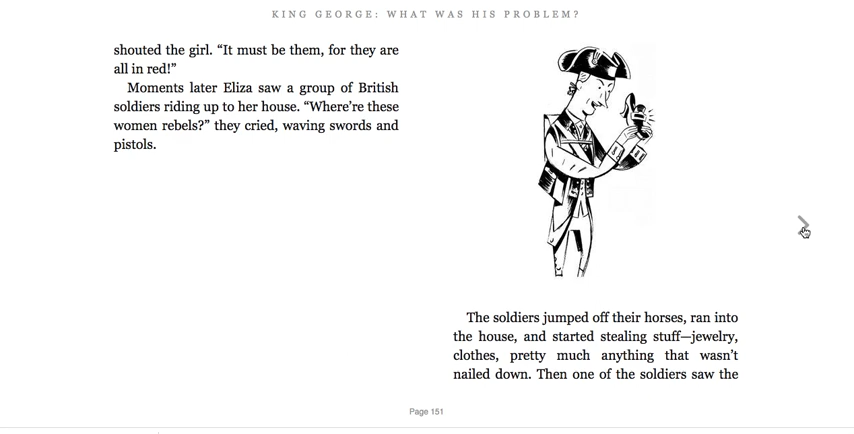 KING GEORGE: WHAT WAS HIS PROBLEM?
shouted the girl. “It must be them, for they are
all in red!”
Moments later Eliza saw a group of British
soldiers riding up to her house. “Where’re these
women rebels?” they cried, waving swords and
pistols.
The soldiers jumped off their horses, ran into
the house, and started stealing stuff—jewelry,
clothes, pretty much anything that wasn’t
nailed down. Then one of the soldiers saw the
Page 151